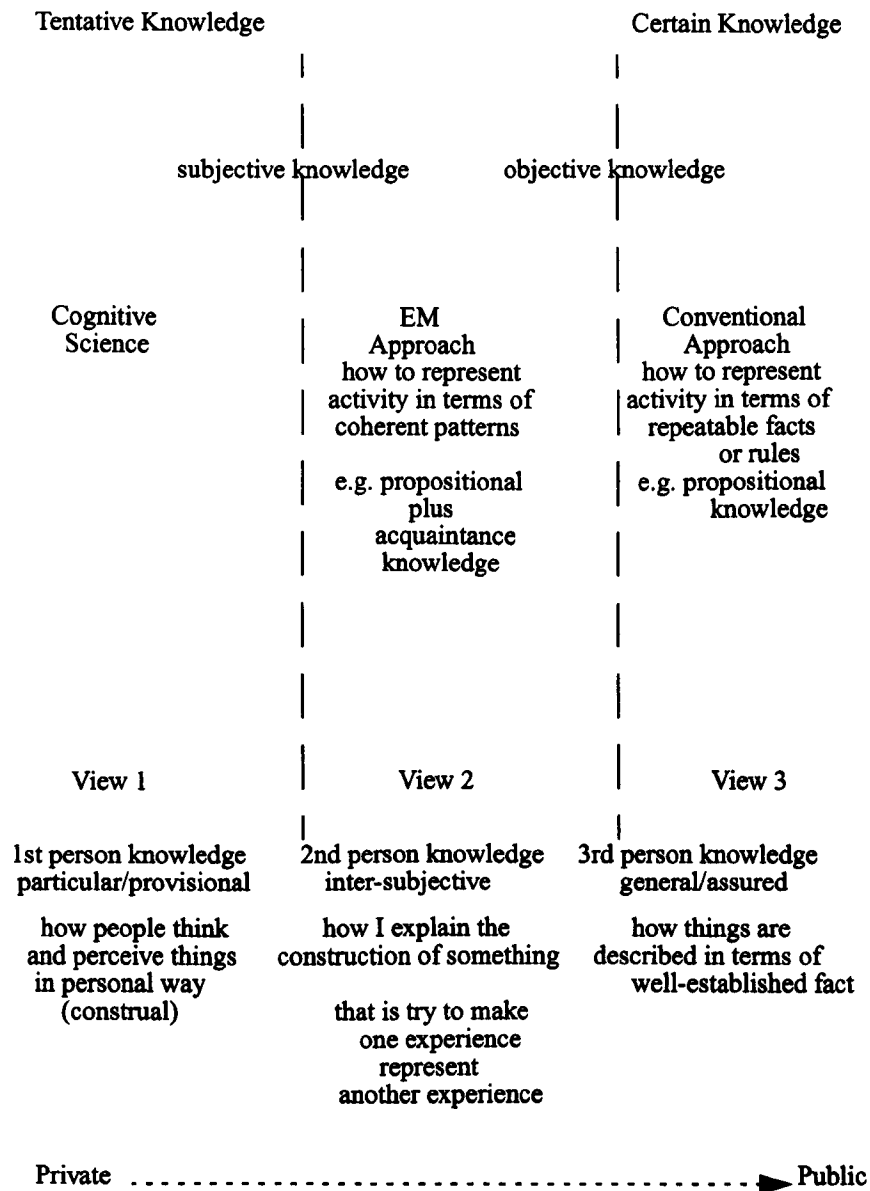 Tentative Knowledge
Certain Knowledge
subjective knowledge
objective knowledge
Cognitive
Science
EM
Approach
how to represent
activity in terms of
coherent patterns
e.g. propositional
plus
acquaintance
knowledge
Conventional
Approach
how to represent
activity in terms of
repeatable facts
or rules
e.g. propositional
knowledge
View 1
View 2
View 3
1st person knowledge
particular/provisional
how people think
and perceive things
in personal way
(construal)
2nd person knowledge
inter-subjective
how I explain the
construction of something
that is try to make
one experience
represent
another experience
3rd person knowledge
general/assured
how things are
described in terms of
well-established fact
Private
Public